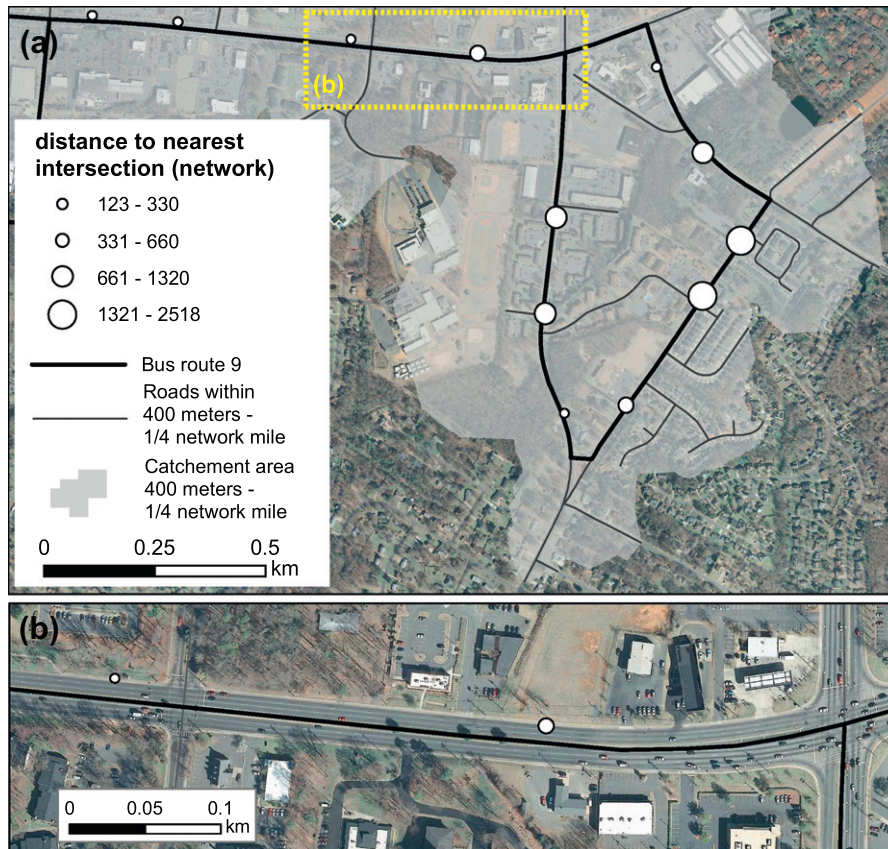 (a)
(b)
distance to nearest
intersection (network)
123 - 330
331 - 660
661 - 1320
1321 - 2518
Bus route 9
Roads within
400 meters -
1/4 network mile
Catchement area
400 meters -
1/4 network mile
0 0.25 0.5
km
(b)
0 0.05 0.1
km